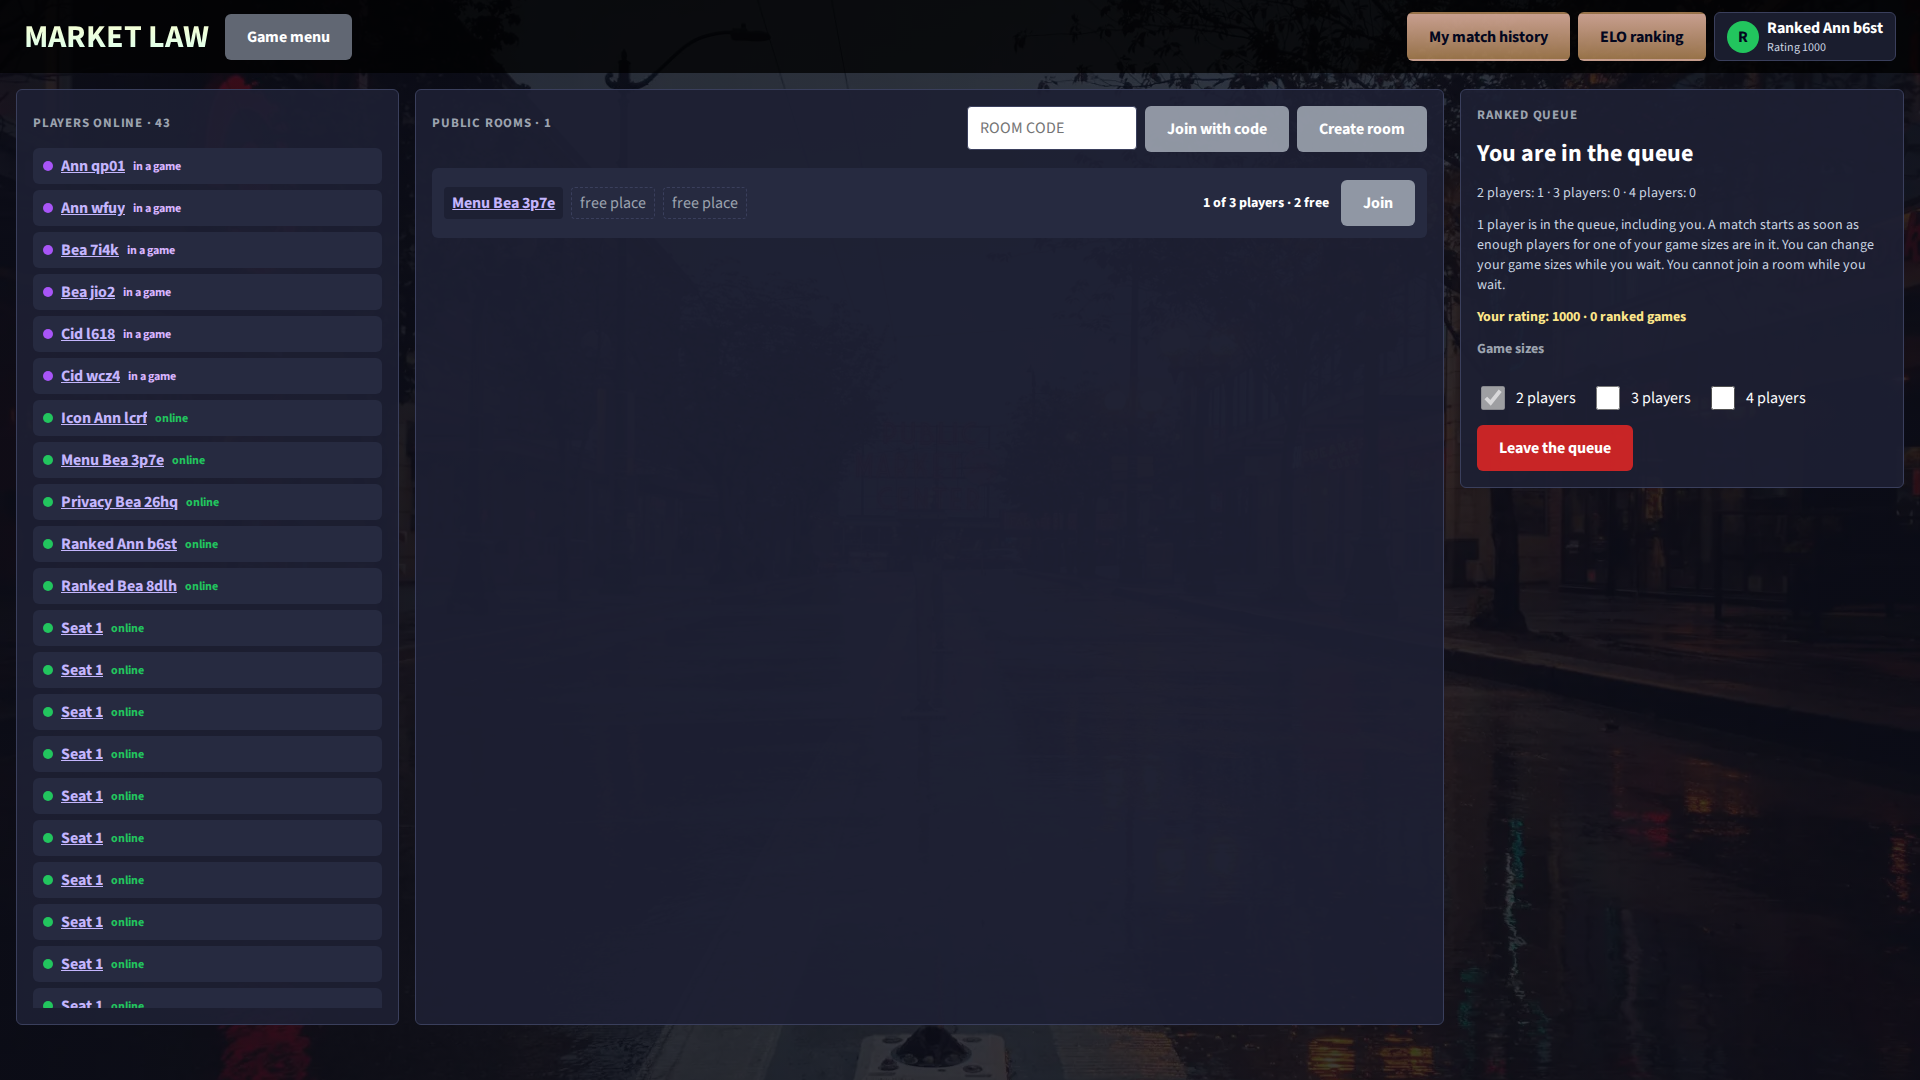 MARKET LAW
Game menu
My match history
ELO ranking
R
Ranked Ann b6st
Rating 1000
PLAYERS ONLINE · 43
Ann qp01 in a game
Ann wfuy in a game
Bea 7i4k in a game
Bea jio2 in a game
Cid l618 in a game
Cid wcz4 in a game
Icon Ann lcrf online
Menu Bea 3p7e online
Privacy Bea 26hq online
Ranked Ann b6st online
Ranked Bea 8dlh online
Seat 1 online
Seat 1 online
Seat 1 online
Seat 1 online
Seat 1 online
Seat 1 online
Seat 1 online
Seat 1 online
Seat 1 online
Seat 1 online
PUBLIC ROOMS · 1
ROOM CODE
Join with code
Create room
Menu Bea 3p7e free place free place 1 of 3 players · 2 free Join
RANKED QUEUE
You are in the queue
2 players: 1 · 3 players: 0 · 4 players: 0
1 player is in the queue, including you. A match starts as soon as
enough players for one of your game sizes are in it. You can change
your game sizes while you wait. You cannot join a room while you
wait.
Your rating: 1000 · 0 ranked games
Game sizes
2 players 3 players 4 players
Leave the queue